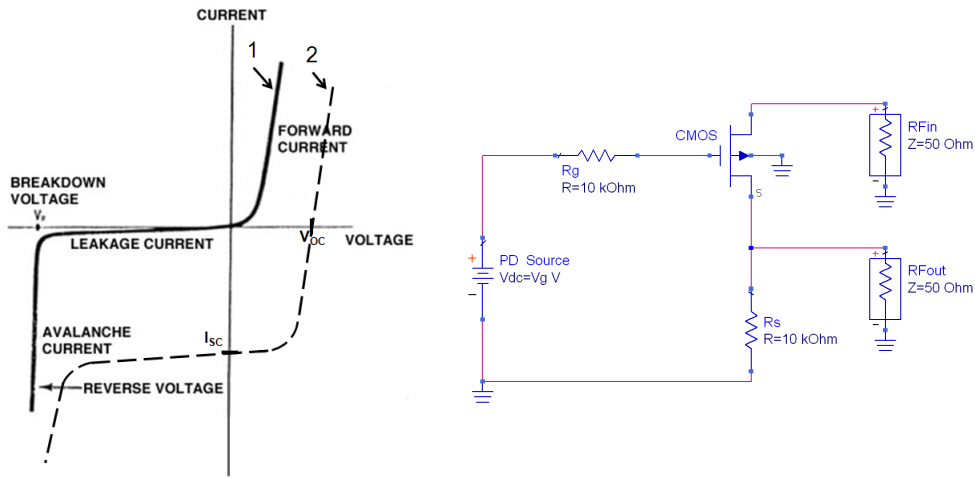 CURRENT
1
2
FORWARD
CURRENT
BREAKDOWN
VOLTAGE
LEAKAGE CURRENT
VOC
VOLTAGE
AVALANCHE
CURRENT
ISC
REVERSE VOLTAGE
CMOS
S
Rg
R=10 kOhm
+
PD Source
Vdc=Vg V
−
+
RFin
Z=50 Ohm
−
+
RFout
Z=50 Ohm
−
Rs
R=10 kOhm